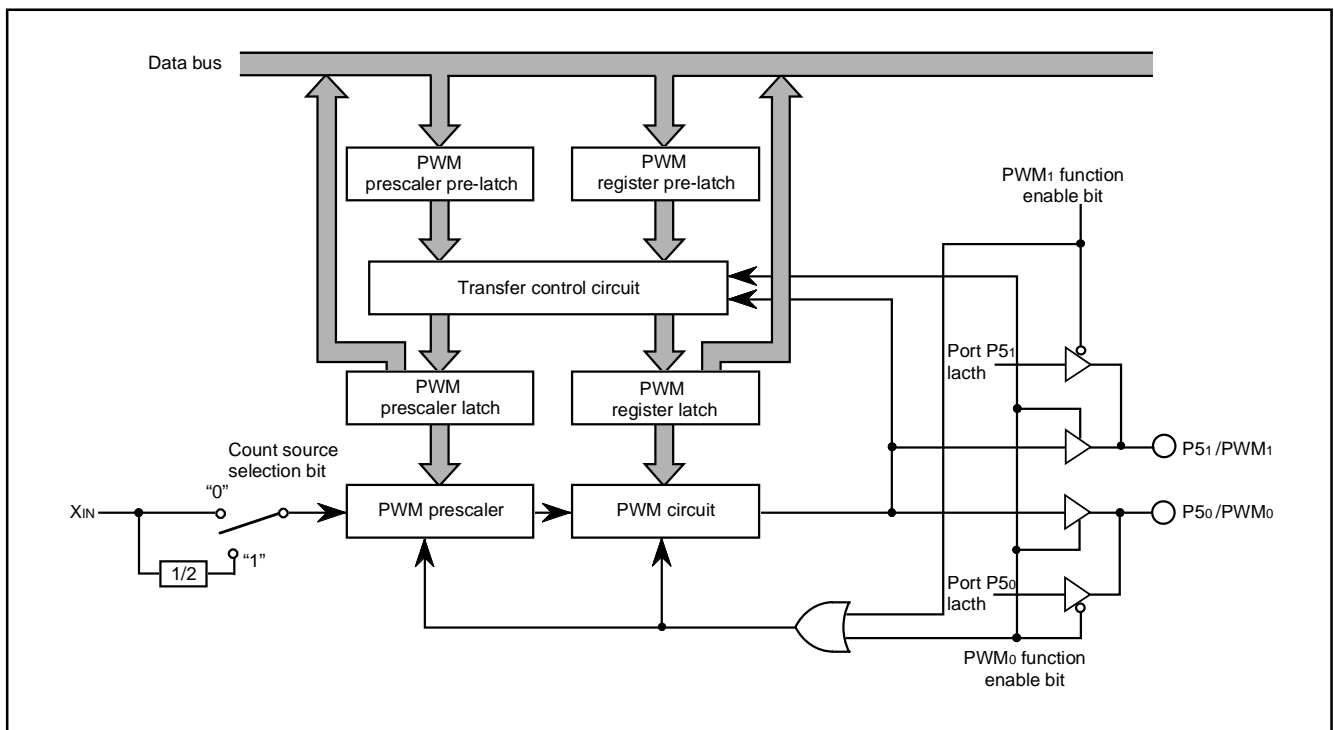 Data bus
PWM
prescaler pre-latch
PWM
register pre-latch
PWM1 function
enable bit
Transfer control circuit
Port P51
lacth
PWM
prescaler latch
PWM
register latch
Count source
selection bit
P51/PWM1
"0"
XIN
PWM prescaler
PWM circuit
P50/PWM0
"1"
1/2
Port P50
lacth
PWM0 function
enable bit